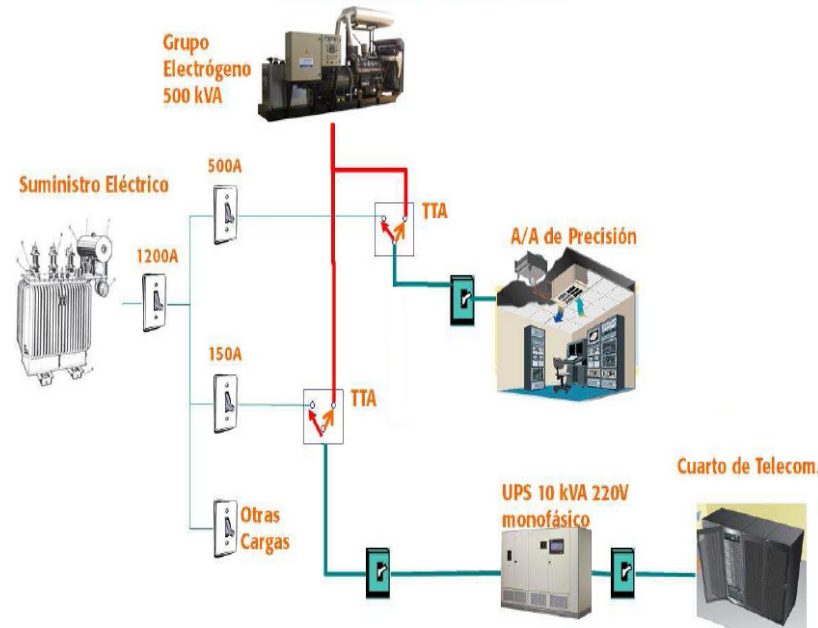 Grupo
Electrógeno
500 kVA
500A
Suministro Eléctrico
TTA
A/A de Precisión
1200A
150A
TTA
Cuarto de Telecom.
UPS 10 kVA 220V
monofásico
Otras
Cargas